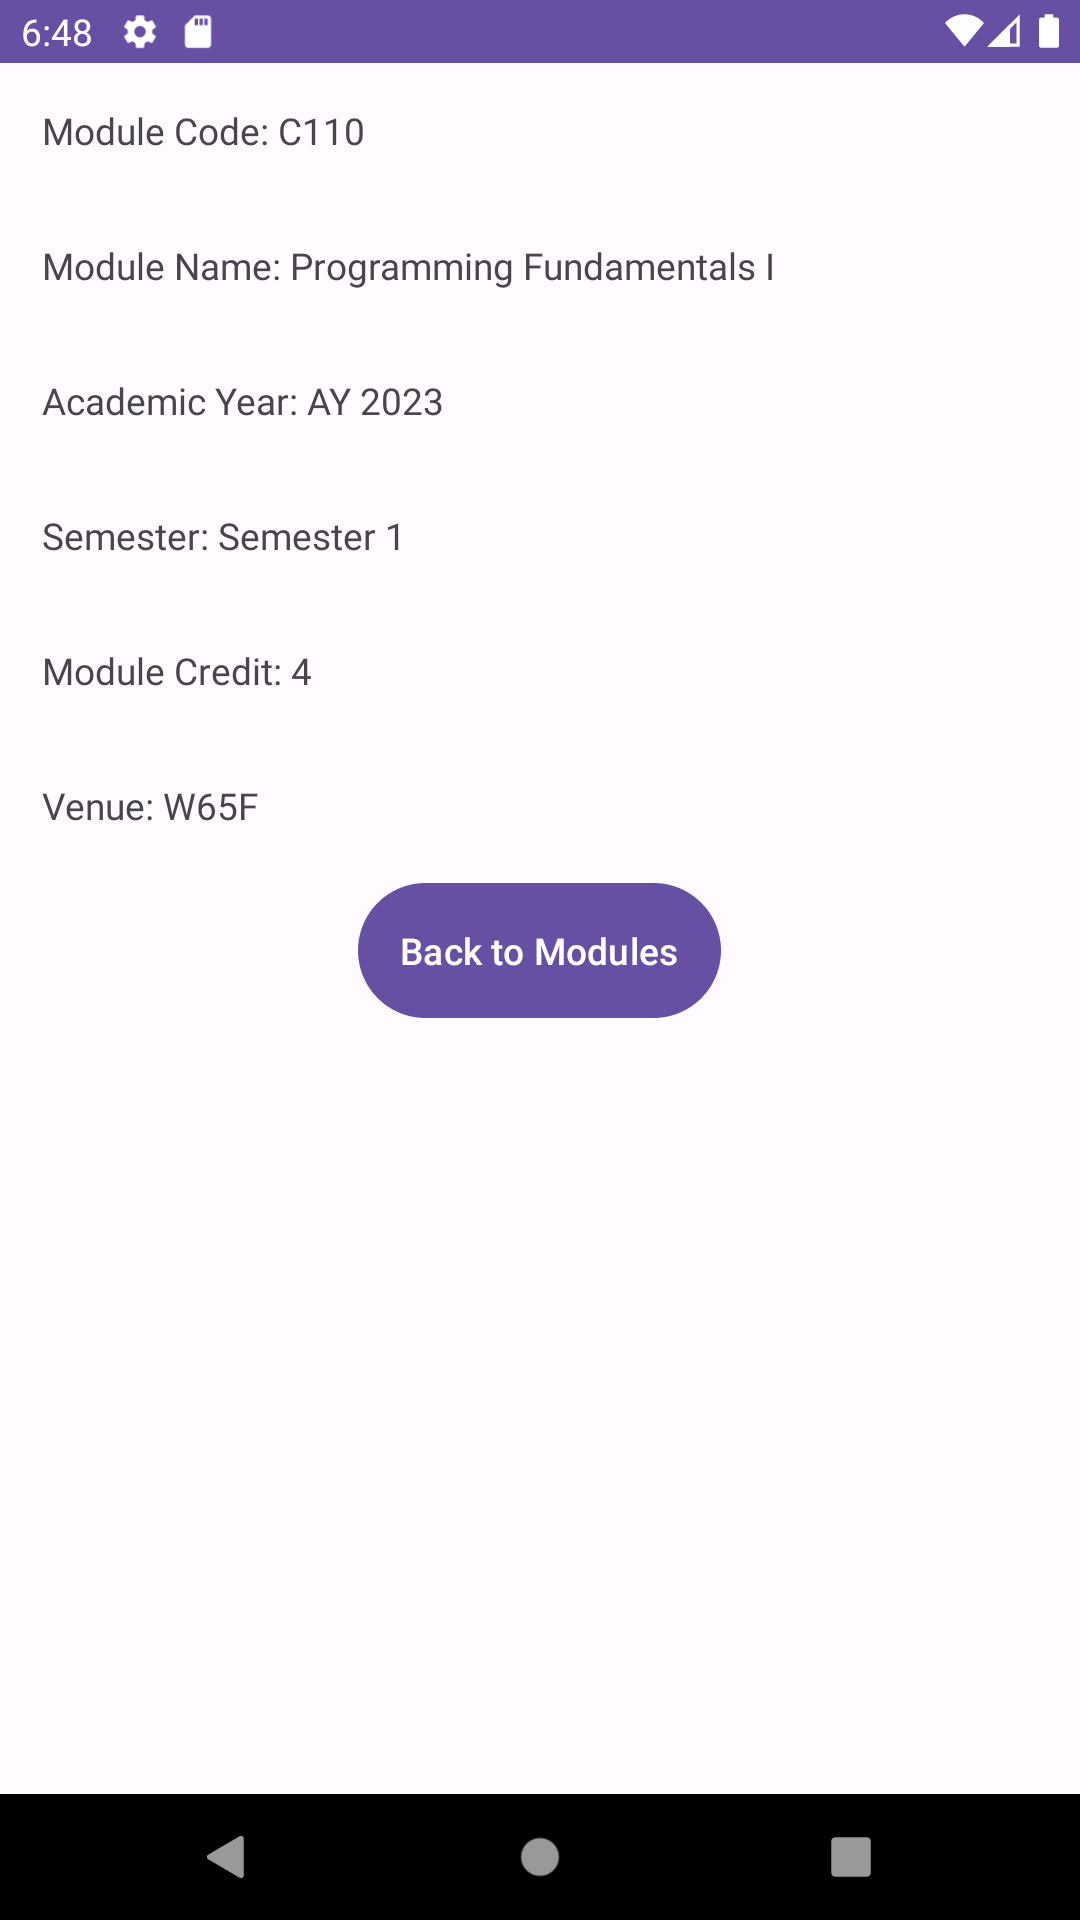 6:48
Module Code: C110
Module Name: Programming Fundamentals I
Academic Year: AY 2023
Semester: Semester 1
Module Credit: 4
Venue: W65F
Back to Modules